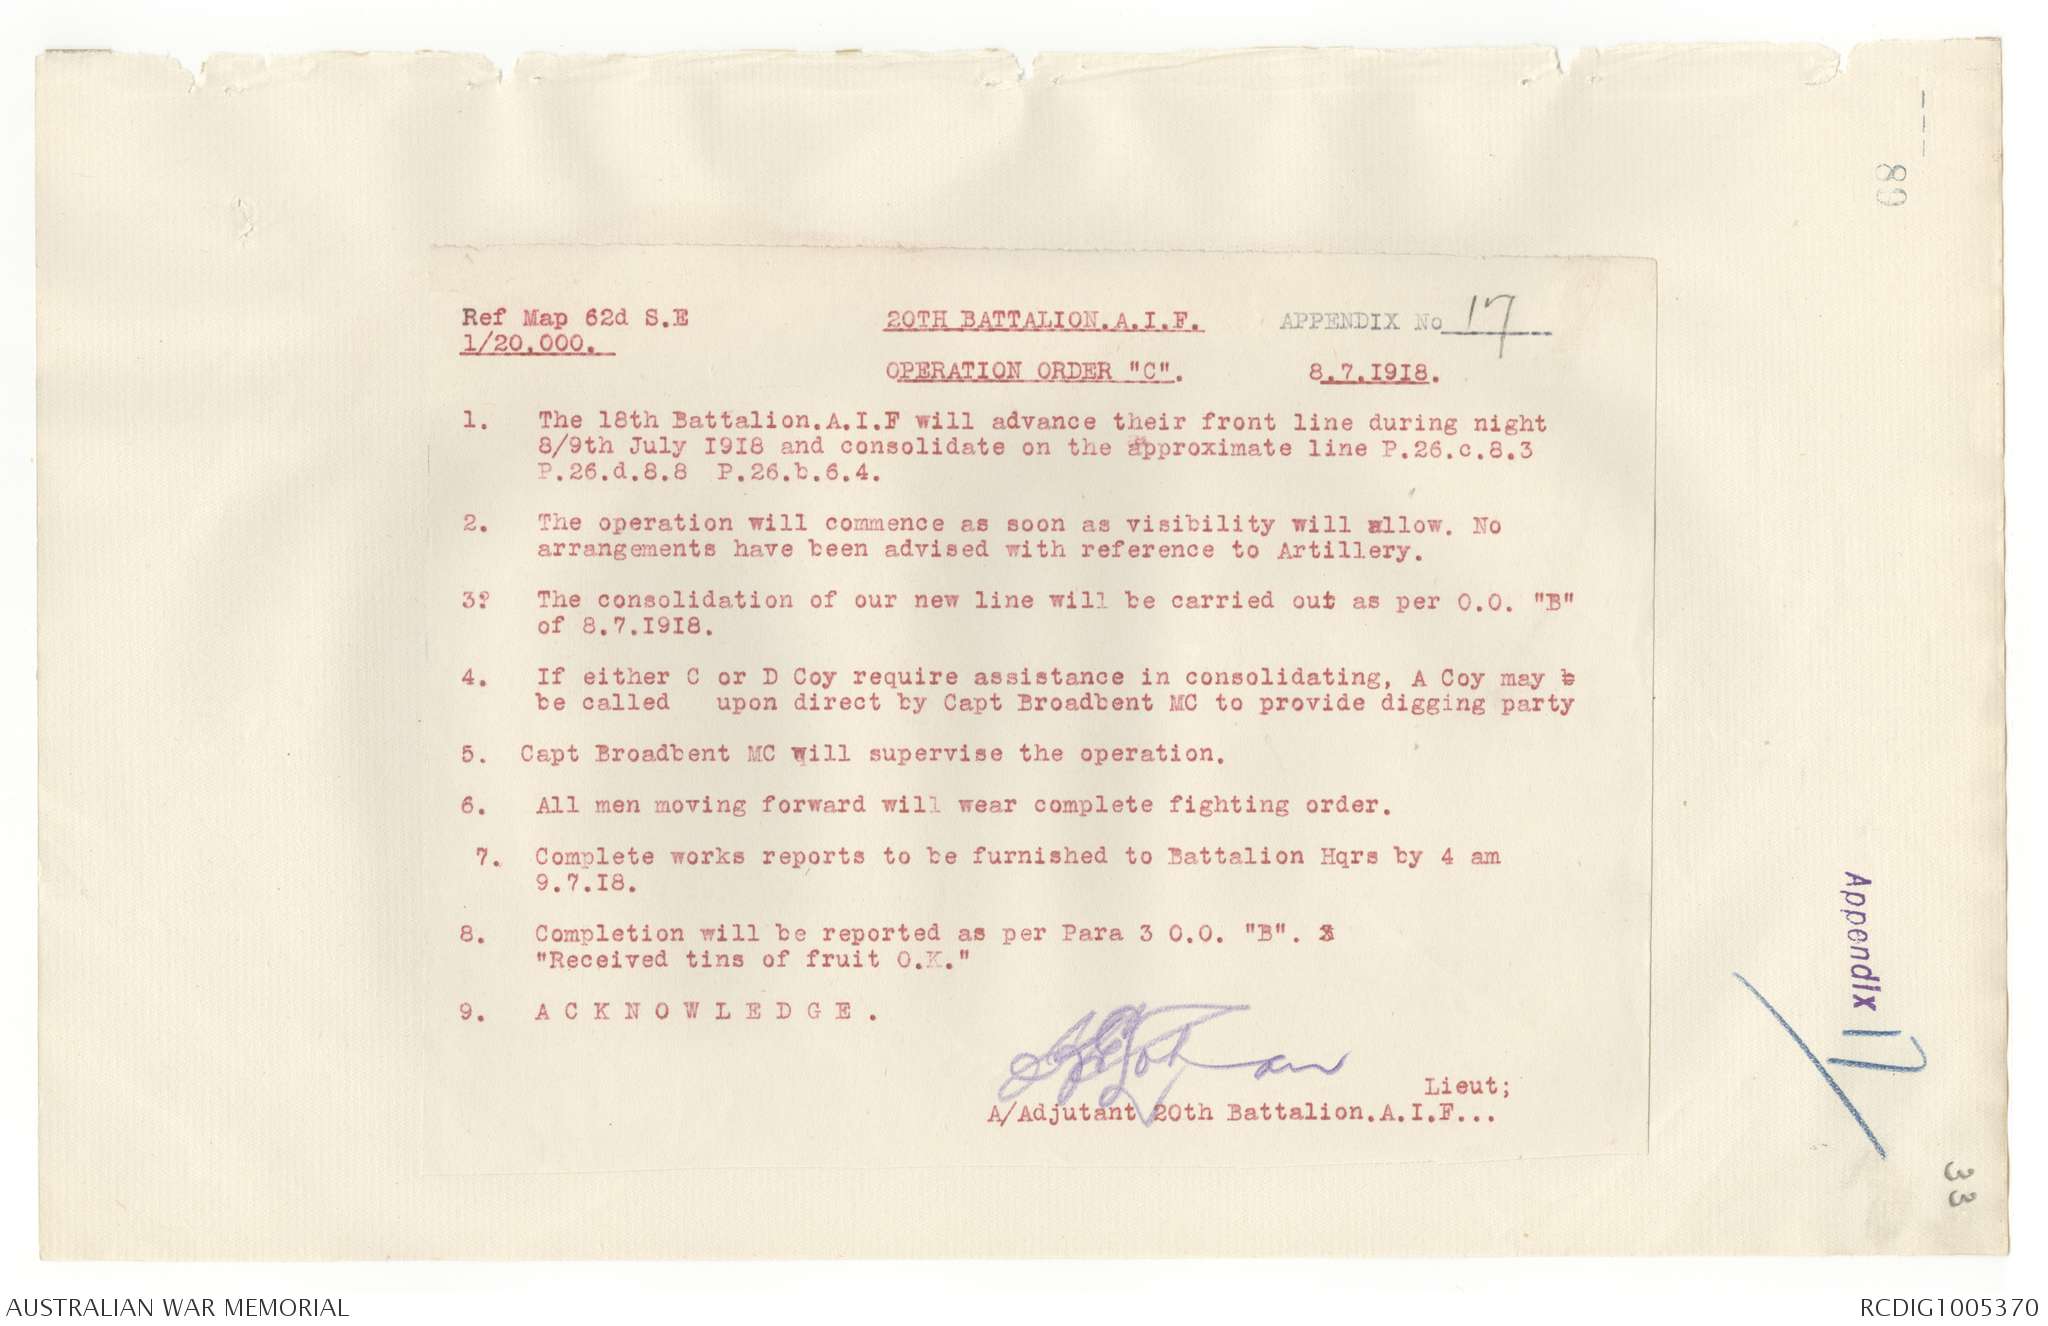 Ref Map 62d S.E
1/20,000.
20TH BATTALION.A.I.F.
APPENDIX No 17
OPERATION ORDER "C".
8.7.1918.
1. The 18th Battalion.A.I.F will advance their front line during night
8/9th July 1918 and consolidate on the approximate line P.26.c.8.3
P.26.d.8.8 P.26.b.6.4.
2. The operation will commence as soon as visibility will allow. No
arrangements have been advised with reference to Artillery.
3? The consolidation of our new line will be carried out as per O.O. "B"
of 8.7.1918.
4. If either C or D Coy require assistance in consolidating, A Coy may b
be called upon direct by Capt Broadbent MC to provide digging party
5. Capt Broadbent MC will supervise the operation.
6. All men moving forward will wear complete fighting order.
7. Complete works reports to be furnished to Battalion Hqrs by 4 am
9.7.18.
8. Completion will be reported as per Para 3 O.O. "B".
"Received tins of fruit O.K."
9. A C K N O W L E D G E .
Lieut;
A/Adjutant 20th Battalion.A.I.F...
68
Appendix 17
33
AUSTRALIAN WAR MEMORIAL
RCDIG1005370